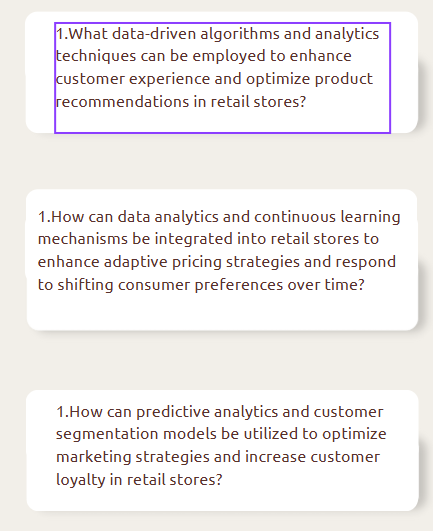 1.What data-driven algorithms and analytics
techniques can be employed to enhance
customer experience and optimize product
recommendations in retail stores?
1.How can data analytics and continuous learning
mechanisms be integrated into retail stores to
enhance adaptive pricing strategies and respond
to shifting consumer preferences over time?
1.How can predictive analytics and customer
segmentation models be utilized to optimize
marketing strategies and increase customer
loyalty in retail stores?